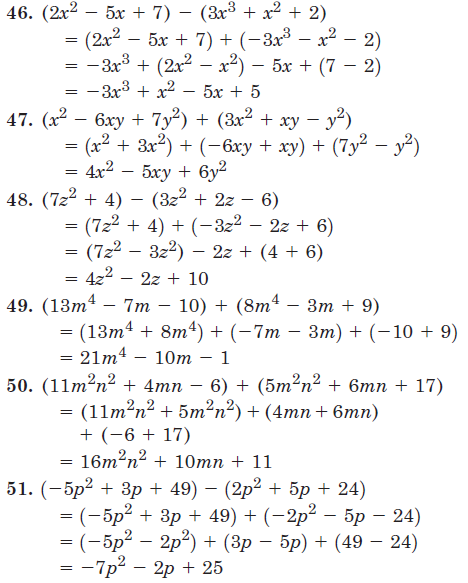 46. (2x² − 5x + 7) − (3x³ + x² + 2)
= (2x² − 5x + 7) + (−3x³ − x² − 2)
= −3x³ + (2x² − x²) − 5x + (7 − 2)
= −3x³ + x² − 5x + 5
47. (x² − 6xy + 7y²) + (3x² + xy − y²)
= (x² + 3x²) + (−6xy + xy) + (7y² − y²)
= 4x² − 5xy + 6y²
48. (7z² + 4) − (3z² + 2z − 6)
= (7z² + 4) + (−3z² − 2z + 6)
= (7z² − 3z²) − 2z + (4 + 6)
= 4z² − 2z + 10
49. (13m⁴ − 7m − 10) + (8m⁴ − 3m + 9)
= (13m⁴ + 8m⁴) + (−7m − 3m) + (−10 + 9)
= 21m⁴ − 10m − 1
50. (11m²n² + 4mn − 6) + (5m²n² + 6mn + 17)
= (11m²n² + 5m²n²) + (4mn + 6mn)
+ (−6 + 17)
= 16m²n² + 10mn + 11
51. (−5p² + 3p + 49) − (2p² + 5p + 24)
= (−5p² + 3p + 49) + (−2p² − 5p − 24)
= (−5p² − 2p²) + (3p − 5p) + (49 − 24)
= −7p² − 2p + 25